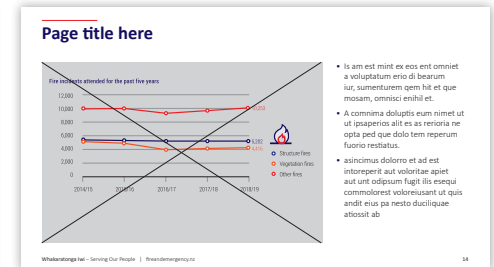 Page title here
Fire incidents attended for the past five years
12,000
10,000
8,000
6,000
4,000
2,000
0
2014/15
2015/16
2016/17
2017/18
2018/19
5,282
Structure fires
Vegetation fires
Other fires
Is am est mint ex eos ent omniet
a voluptatum erio di bearum
iur, sumenturem qem hit et que
mosam, omnisci enihil et.
A comnima doluptis eum nimet ut
ut ipsaperios alit es as rerioria ne
opta ped que dolo tem reperum
fuorio restiatus.
asincimus dolorro et ad est
intoreperit aut voloritae apiet
aut unt odipsum fugit ilis esequi
commolorest voloreiusant ut quis
andit eius pa nesto duciliquae
atiossit ab
Whakaratonga Iwi – Serving Our People | fireandemergency.nz
14